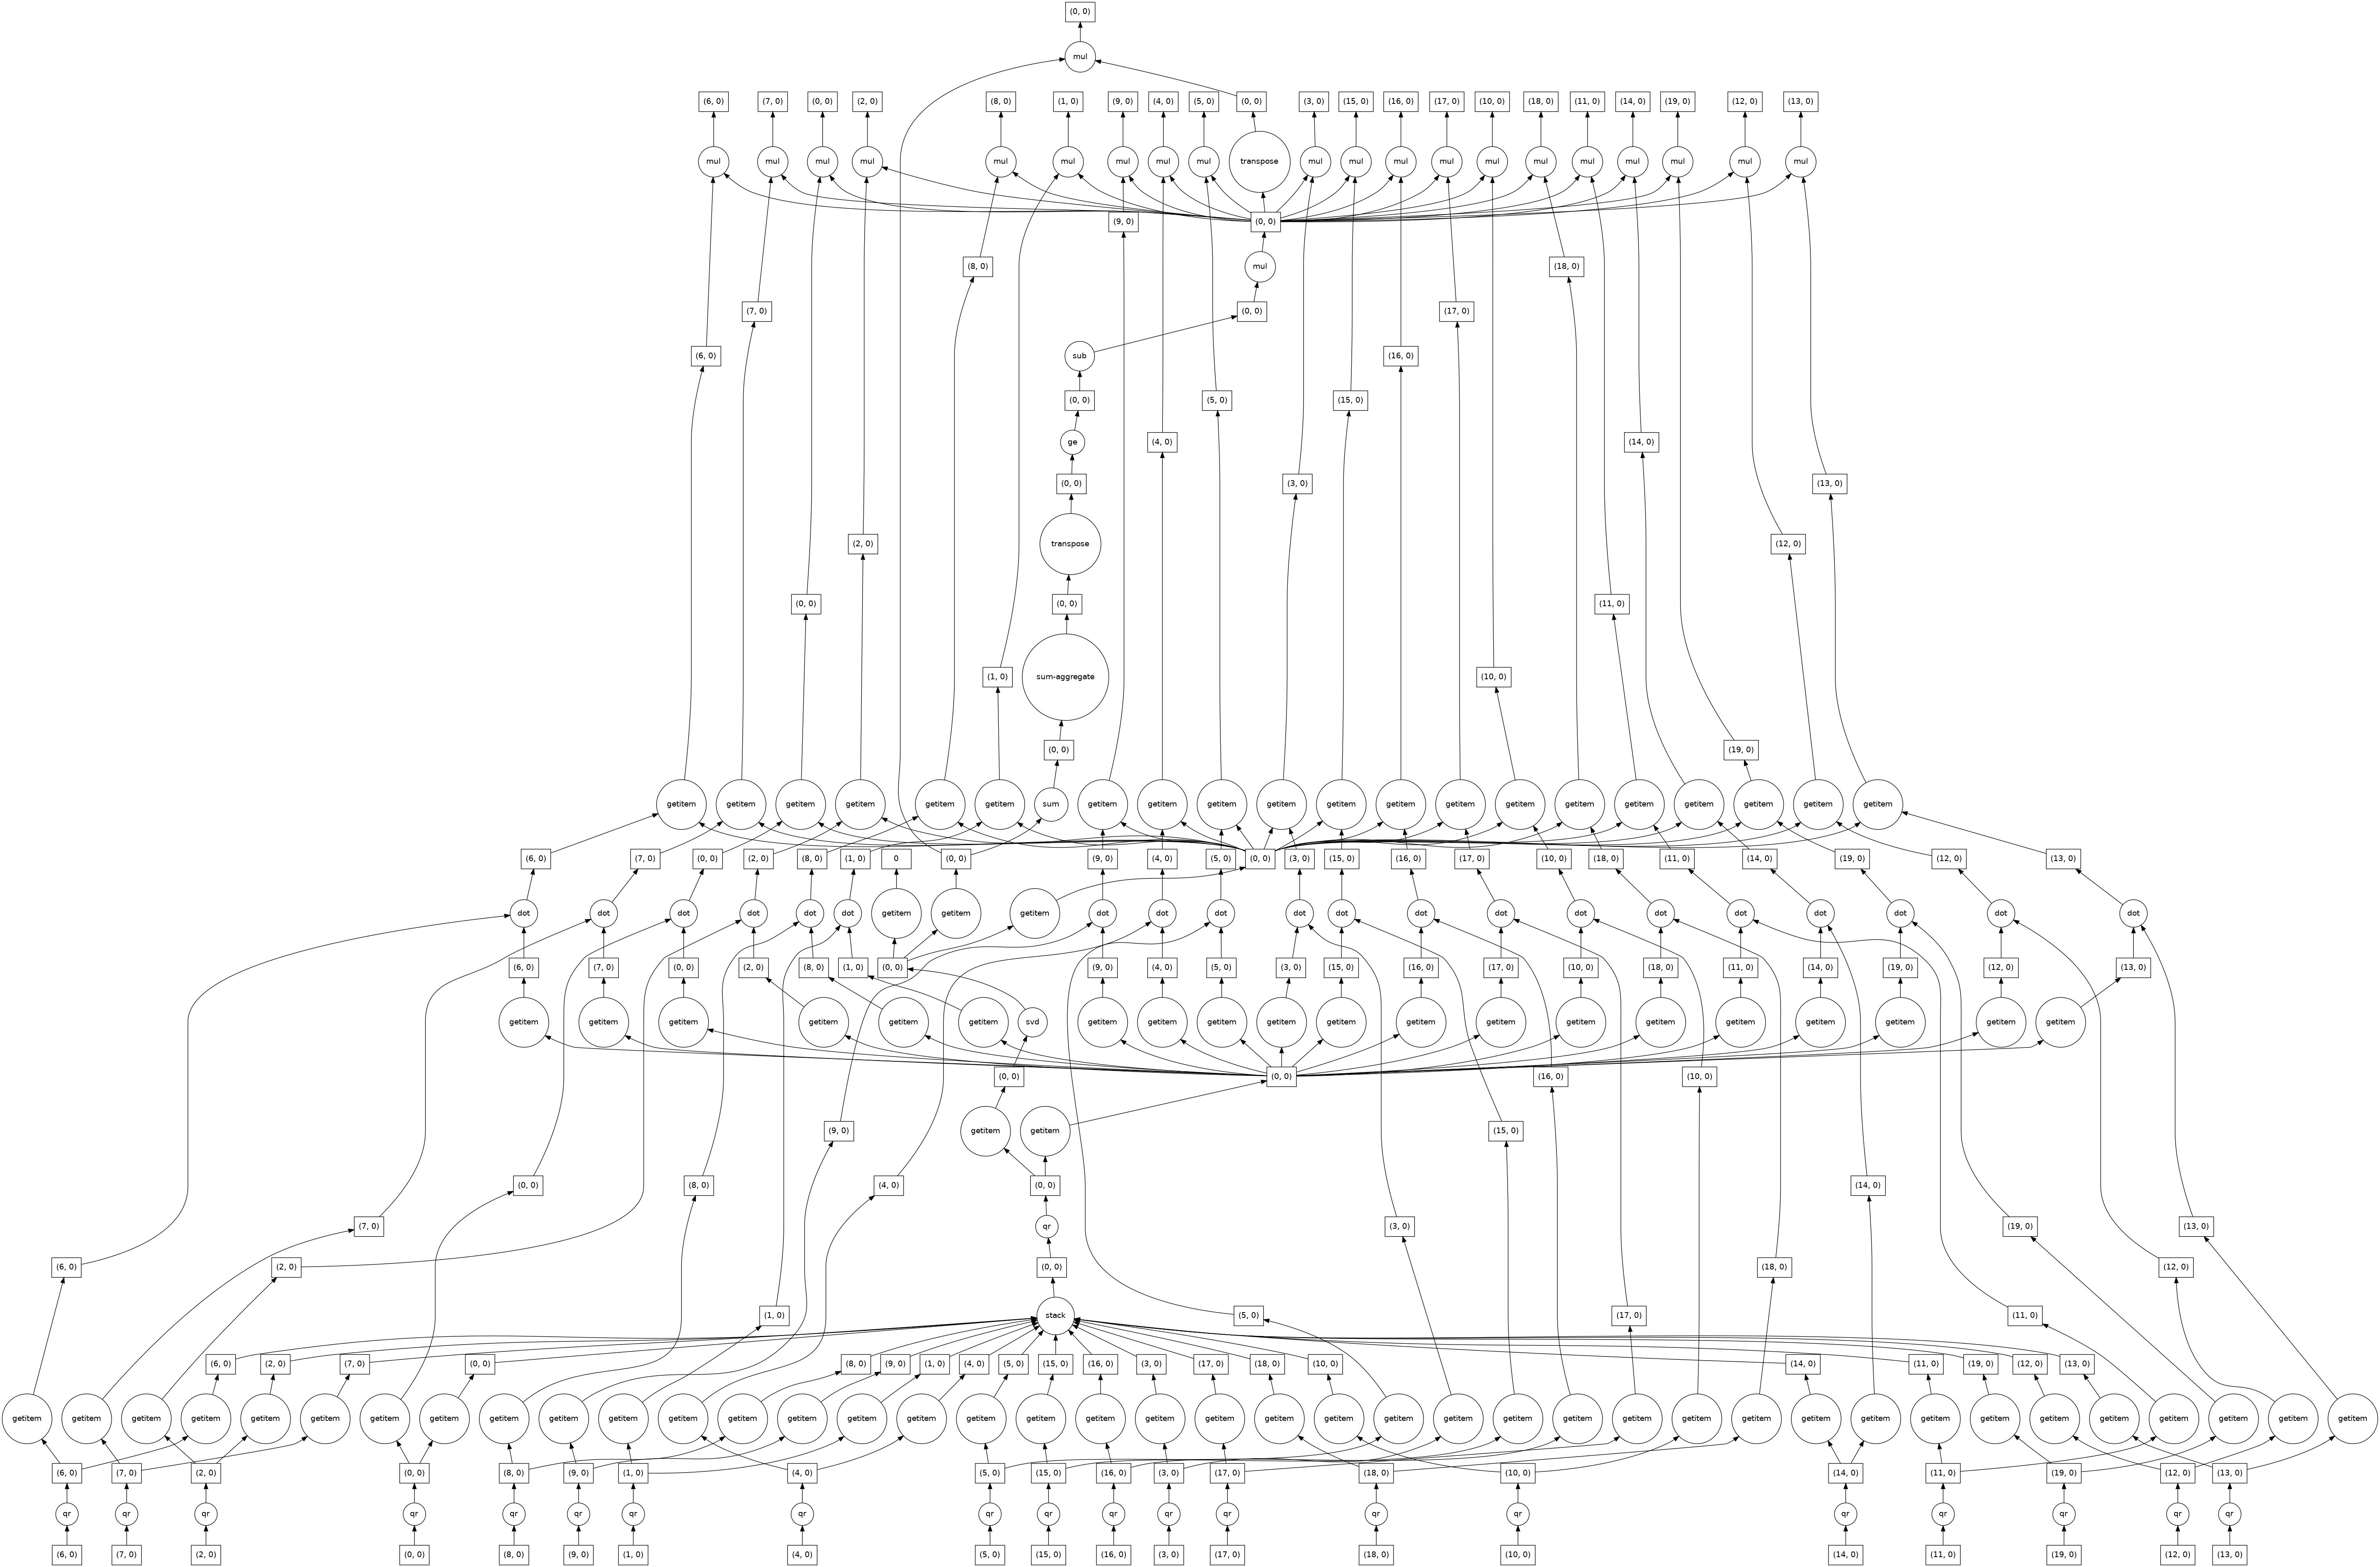 (0, 0)
mul
(6, 0) (7, 0) (0, 0) (2, 0) (8, 0) (1, 0) (9, 0) (4, 0) (5, 0) (0, 0) (3, 0) (15, 0) (16, 0) (17, 0) (10, 0) (18, 0) (11, 0) (14, 0) (19, 0) (12, 0) (13, 0)
mul mul mul mul mul mul mul mul mul transpose mul mul mul mul mul mul mul mul mul mul mul
(9, 0) (0, 0)
(8, 0) mul (18, 0)
(7, 0) (0, 0) (17, 0)
(6, 0) sub (16, 0)
(0, 0) (5, 0) (15, 0)
ge (4, 0) (14, 0)
(0, 0) (3, 0) (13, 0)
(2, 0) transpose (12, 0)
(0, 0) (0, 0) (11, 0)
(1, 0) sum-aggregate (10, 0)
(0, 0) (19, 0)
getitem getitem getitem getitem getitem getitem sum getitem getitem getitem getitem getitem getitem getitem getitem getitem getitem getitem getitem getitem getitem
(6, 0) (7, 0) (0, 0) (2, 0) (8, 0) (1, 0) 0 (0, 0) (9, 0) (4, 0) (5, 0) (0, 0) (3, 0) (15, 0) (16, 0) (17, 0) (10, 0) (18, 0) (11, 0) (14, 0) (19, 0) (12, 0) (13, 0)
dot dot dot dot dot dot getitem getitem getitem dot dot dot dot dot dot dot dot dot dot dot dot dot dot
(6, 0) (7, 0) (0, 0) (2, 0) (8, 0) (1, 0) (0, 0) (9, 0) (4, 0) (5, 0) (3, 0) (15, 0) (16, 0) (17, 0) (10, 0) (18, 0) (11, 0) (14, 0) (19, 0) (12, 0) (13, 0)
getitem getitem getitem getitem getitem getitem svd getitem getitem getitem getitem getitem getitem getitem getitem getitem getitem getitem getitem getitem getitem
(0, 0) (0, 0) (16, 0) (10, 0)
(9, 0) getitem getitem (15, 0)
(0, 0) (8, 0) (4, 0) (0, 0) (14, 0)
(7, 0) qr (3, 0) (19, 0) (13, 0)
(6, 0) (2, 0) (0, 0) (18, 0) (12, 0)
(1, 0) stack (5, 0) (17, 0) (11, 0)
(6, 0) (2, 0) (7, 0) (0, 0) (8, 0) (9, 0) (1, 0) (4, 0) (5, 0) (15, 0) (16, 0) (3, 0) (17, 0) (18, 0) (10, 0) (14, 0) (11, 0) (19, 0) (12, 0) (13, 0)
getitem getitem getitem getitem getitem getitem getitem getitem getitem getitem getitem getitem getitem getitem getitem getitem getitem getitem getitem getitem getitem getitem getitem getitem getitem getitem getitem getitem getitem getitem getitem getitem getitem getitem getitem getitem getitem getitem getitem getitem
(6, 0) (7, 0) (2, 0) (0, 0) (8, 0) (9, 0) (1, 0) (4, 0) (5, 0) (15, 0) (16, 0) (3, 0) (17, 0) (18, 0) (10, 0) (14, 0) (11, 0) (19, 0) (12, 0) (13, 0)
qr qr qr qr qr qr qr qr qr qr qr qr qr qr qr qr qr qr qr qr
(6, 0) (7, 0) (2, 0) (0, 0) (8, 0) (9, 0) (1, 0) (4, 0) (5, 0) (15, 0) (16, 0) (3, 0) (17, 0) (18, 0) (10, 0) (14, 0) (11, 0) (19, 0) (12, 0) (13, 0)